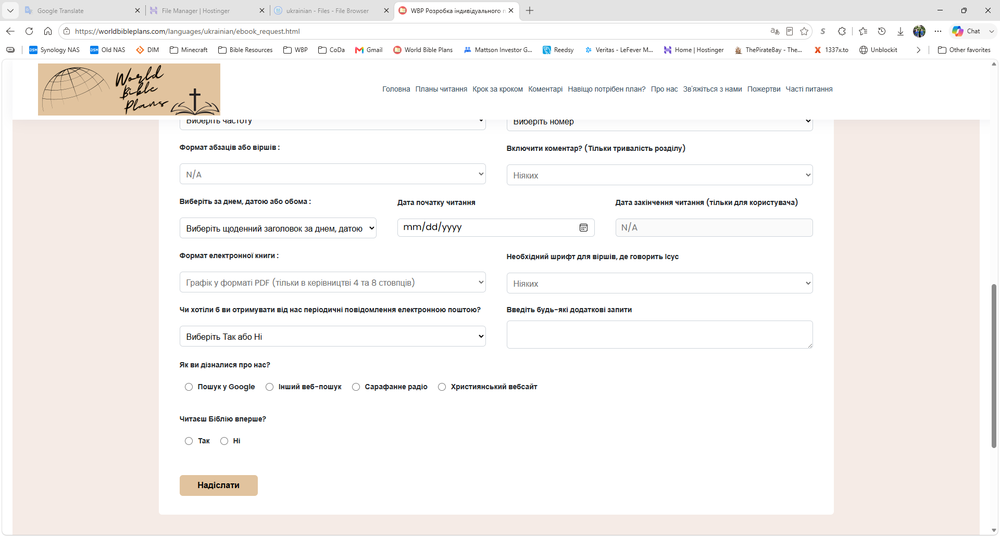 Google Translate
File Manager | Hostinger
ukrainian - Files - File Browser
WBP Розробка індивідуального п
https://worldbibleplans.com/languages/ukrainian/ebook_request.html
Chat
Synology NAS
Old NAS
DIM
Minecraft
Bible Resources
WBP
CoDa
Gmail
World Bible Plans
Mattson Investor G...
Reedsy
Veritas - LeFever M...
Home | Hostinger
ThePirateBay - The...
1337x.to
Unblockit
Other favorites
World
Bible
Plans
Головна Планы читання Крок за кроком Коментарі Навіщо потрібен план? Про нас Зв'яжіться з нами Пожертви Часті питання
Виберіть частоту
Виберіть номер
Формат абзаців або віршів :
Включити коментар? (Тільки тривалість розділу)
N/A
Ніяких
Виберіть за днем, датою або обома :
Дата початку читання
Дата закінчення читання (тільки для користувача)
Виберіть щоденний заголовок за днем, датою
mm/dd/yyyy
N/A
Формат електронної книги :
Необхідний шрифт для віршів, де говорить Ісус
Графік у форматі PDF (тільки в керівництві 4 та 8 стовпців)
Ніяких
Чи хотіли б ви отримувати від нас періодичні повідомлення електронною поштою?
Введіть будь-які додаткові запити
Виберіть Так або Ні
Як ви дізналися про нас?
Пошук у Google
Інший веб-пошук
Сарафанне радіо
Християнський вебсайт
Читаєш Біблію вперше?
Так
Ні
Надіслати